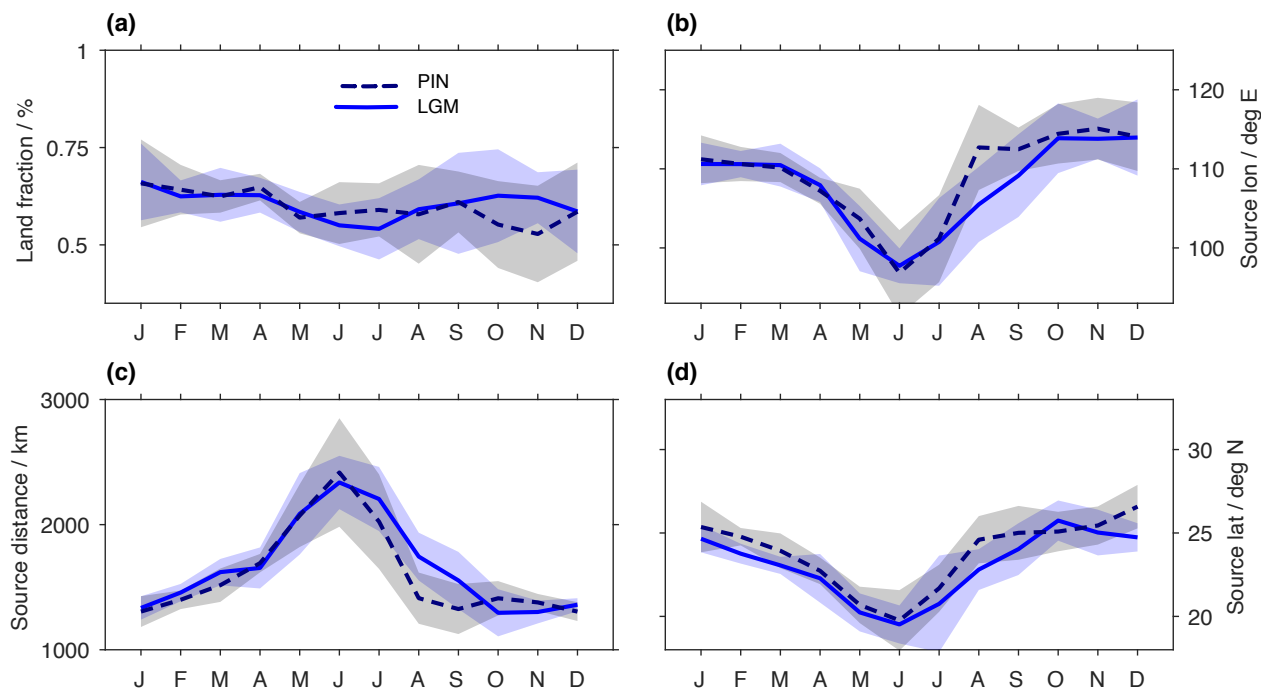 (a)
1
0.75
0.5
Land fraction / %
PIN
LGM
J F M A M J J A S O N D
(b)
120
110
100
Source lon / deg E
J F M A M J J A S O N D
(c)
3000
2000
1000
Source distance / km
J F M A M J J A S O N D
(d)
30
25
20
Source lat / deg N
J F M A M J J A S O N D